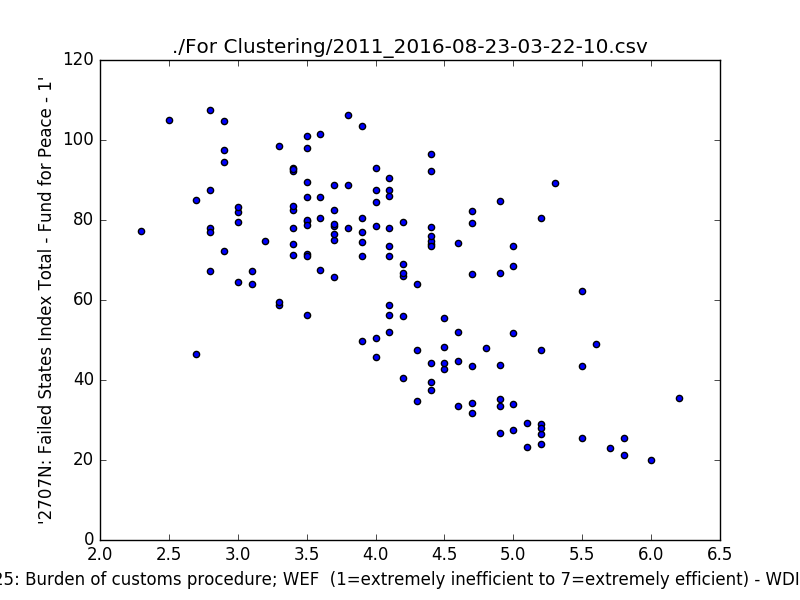 ./For Clustering/2011_2016-08-23-03-22-10.csv
'2707N: Failed States Index Total - Fund for Peace - 1'
120
100
80
60
40
20
0
2.0 2.5 3.0 3.5 4.0 4.5 5.0 5.5 6.0 6.5
25: Burden of customs procedure; WEF (1=extremely inefficient to 7=extremely efficient) - WDI